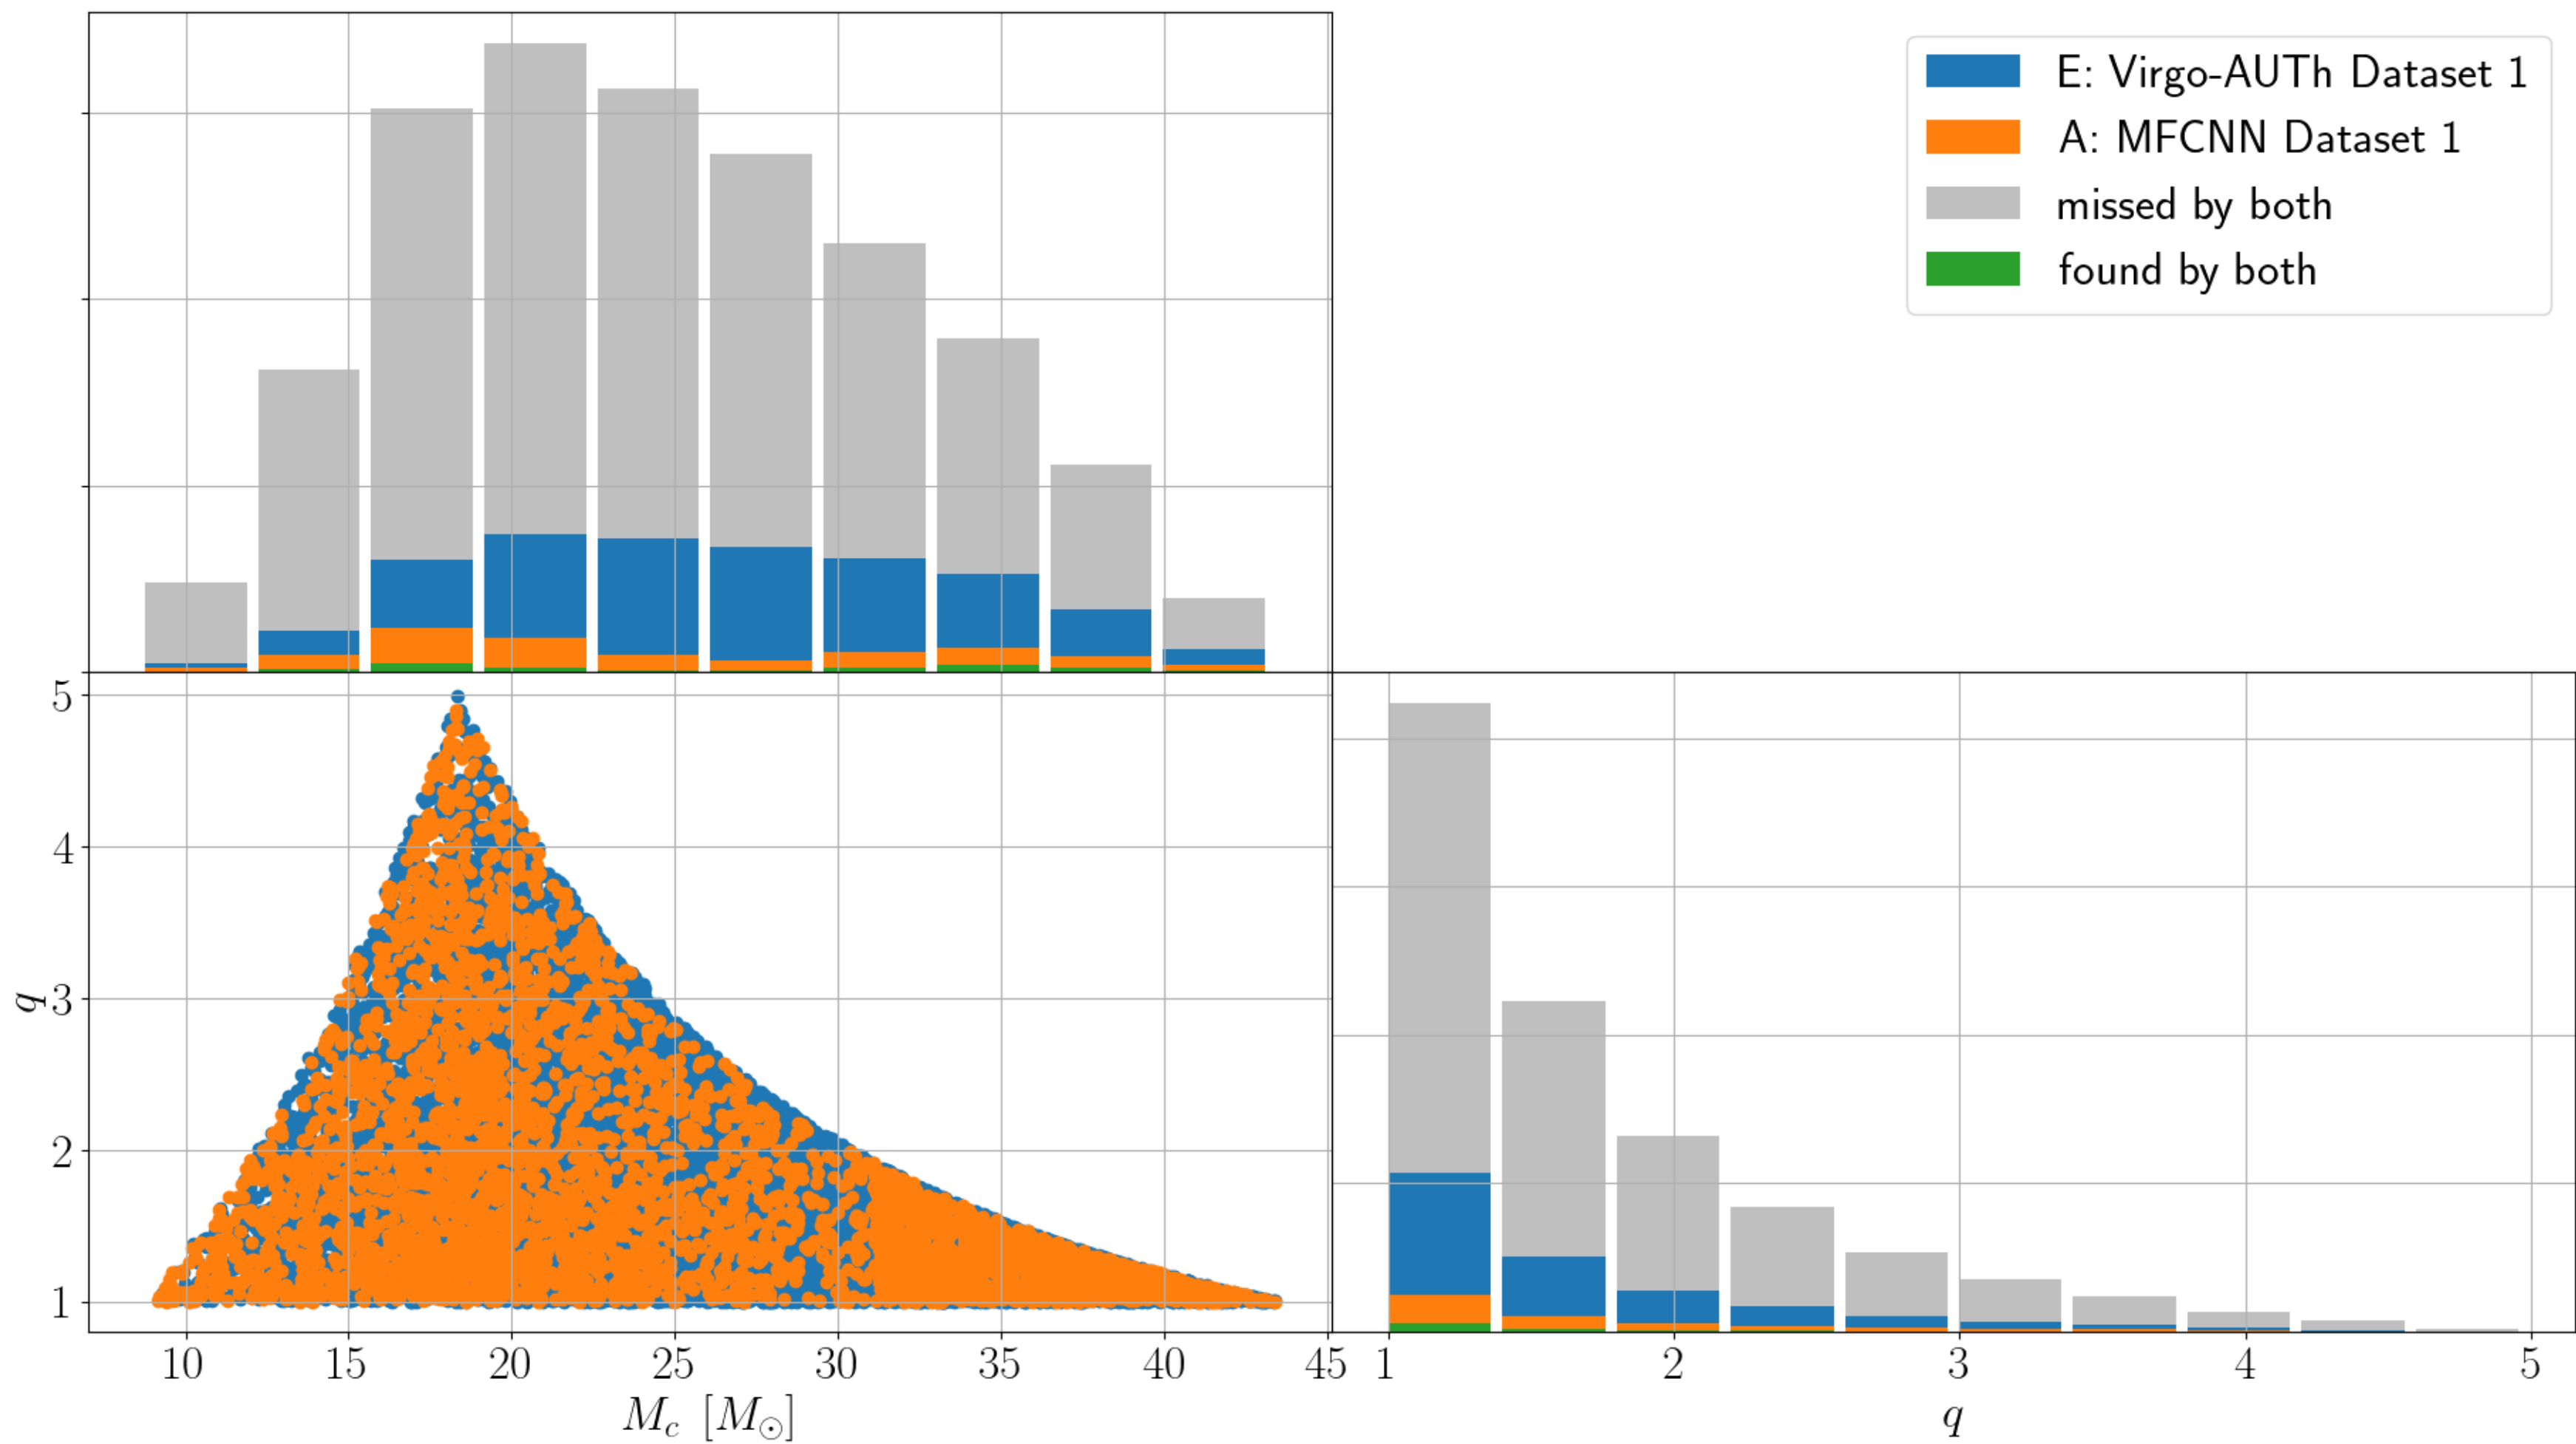 E: Virgo-AUTh Dataset 1
A: MFCNN Dataset 1
missed by both
found by both
5
4
3
2
1
q
10 15 20 25 30 35 40 45
1 2 3 4 5
M_c [M_⊙]
q